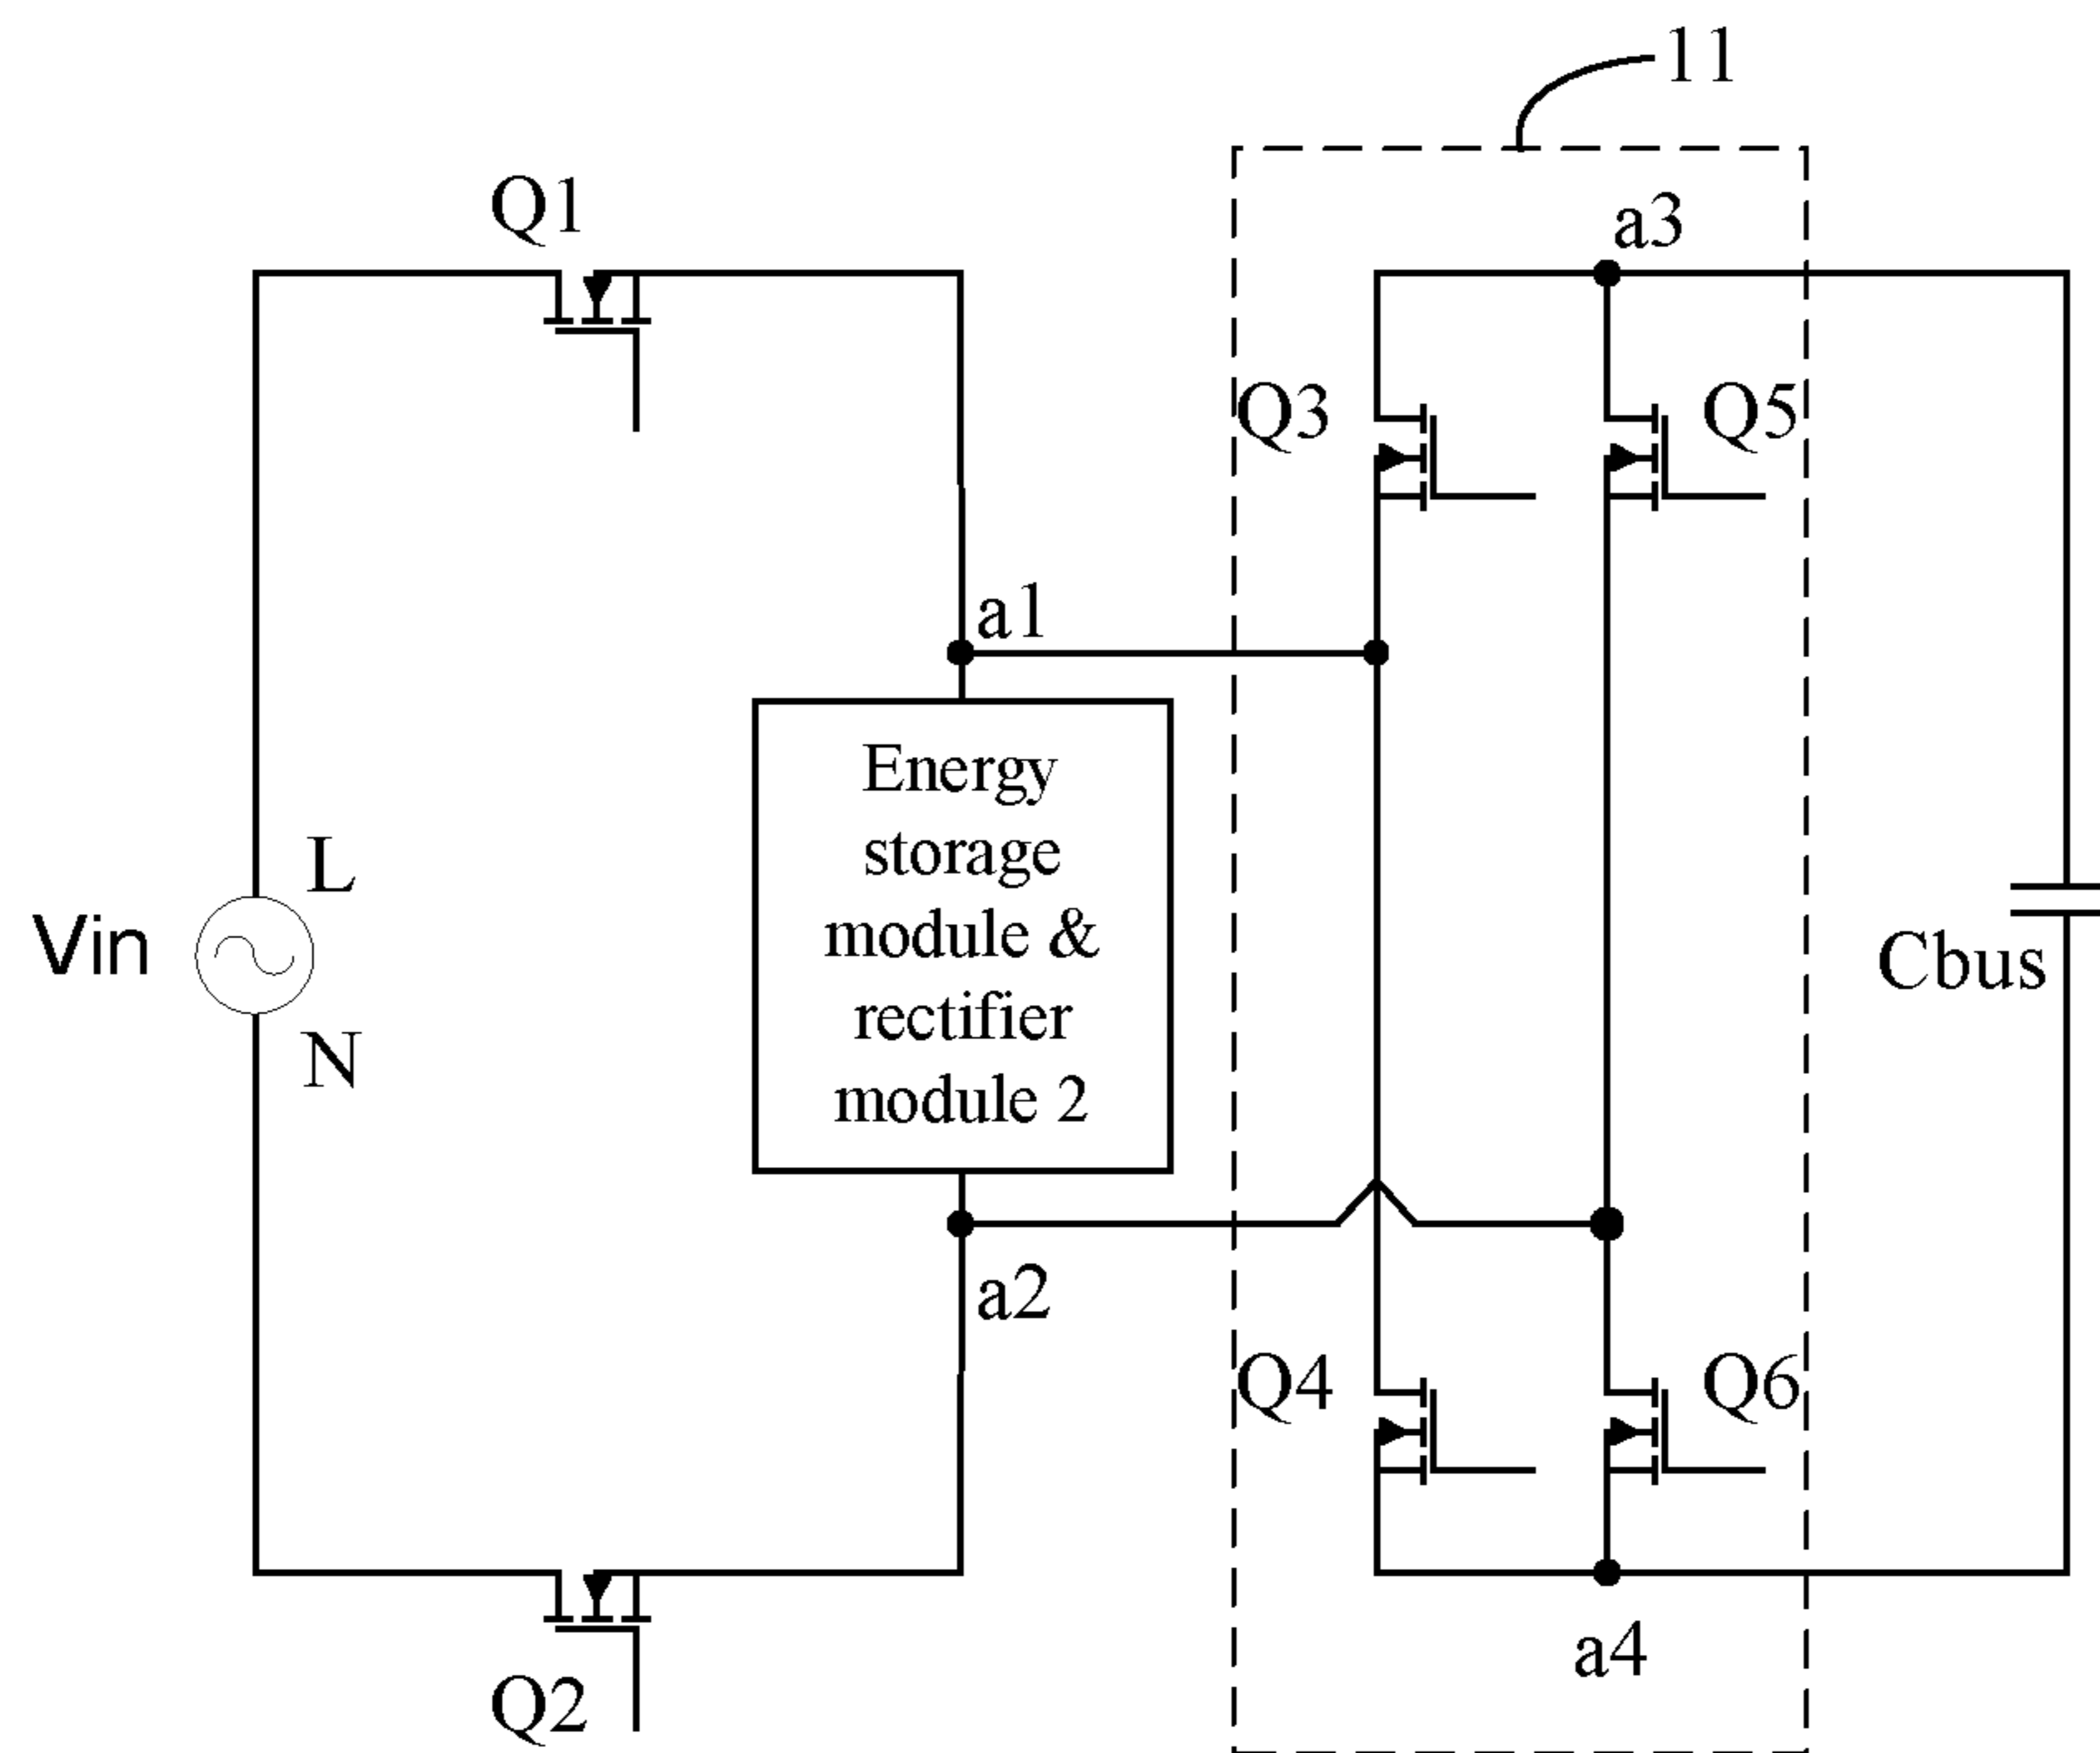 11
Q1
a3
Q3
Q5
a1
Energy
storage
module &
rectifier
module 2
L
Vin
N
Cbus
a2
Q4
Q6
a4
Q2